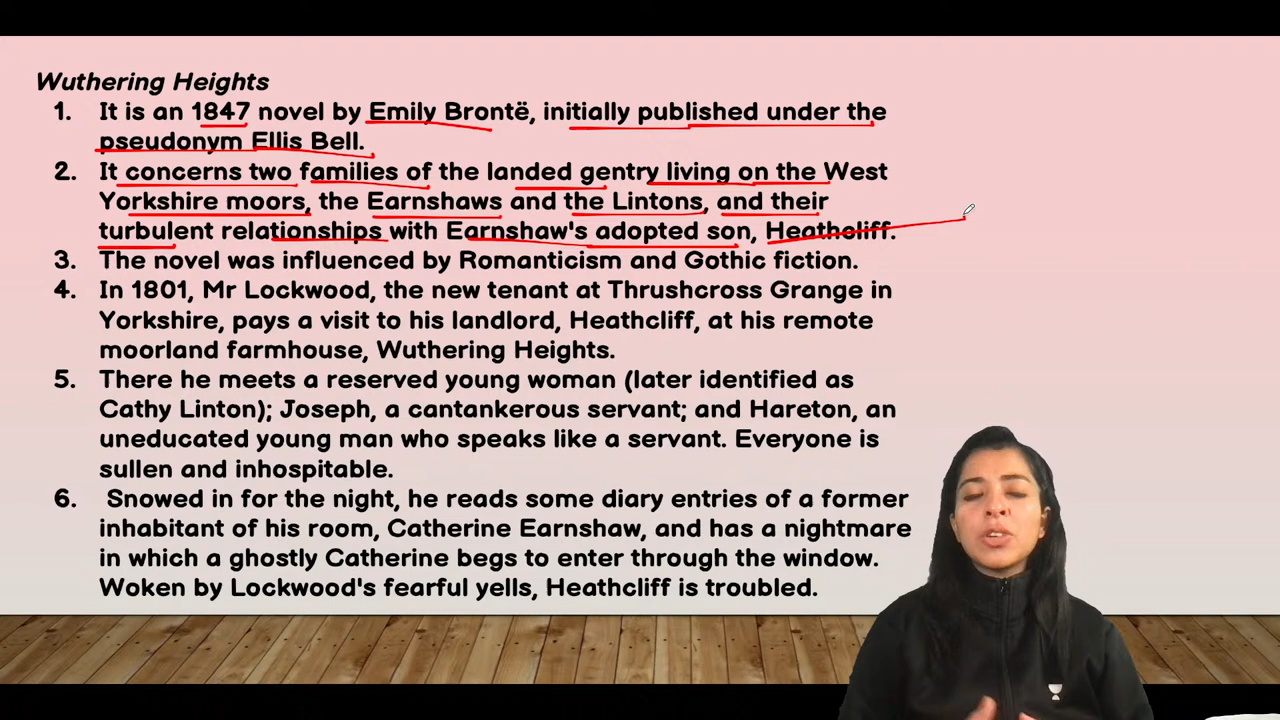 Wuthering Heights
1. It is an 1847 novel by Emily Brontë, initially published under the
pseudonym Ellis Bell.
2. It concerns two families of the landed gentry living on the West
Yorkshire moors, the Earnshaws and the Lintons, and their
turbulent relationships with Earnshaw's adopted son, Heathcliff.
3. The novel was influenced by Romanticism and Gothic fiction.
4. In 1801, Mr Lockwood, the new tenant at Thrushcross Grange in
Yorkshire, pays a visit to his landlord, Heathcliff, at his remote
moorland farmhouse, Wuthering Heights.
5. There he meets a reserved young woman (later identified as
Cathy Linton); Joseph, a cantankerous servant; and Hareton, an
uneducated young man who speaks like a servant. Everyone is
sullen and inhospitable.
6. Snowed in for the night, he reads some diary entries of a former
inhabitant of his room, Catherine Earnshaw, and has a nightmare
in which a ghostly Catherine begs to enter through the window.
Woken by Lockwood's fearful yells, Heathcliff is troubled.